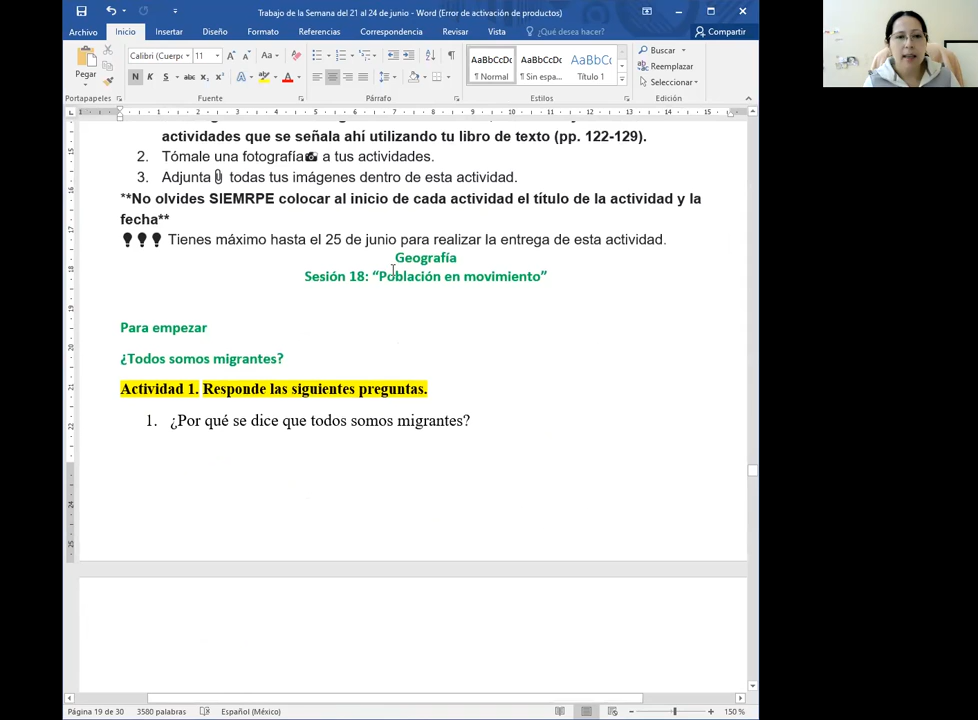 Trabajo de la Semana del 21 al 24 de junio - Word (Error de activación de productos)
Archivo Inicio Insertar Diseño Formato Referencias Correspondencia Revisar Vista ¿Qué desea hacer? Compartir
Pegar
Calibri (Cuerpo 11
N K S abc x₂ x² A A Aa
AaBbCcDc AaBbCcDc AaBbCc
¶ Normal ¶ Sin espa... Título 1
Buscar
Reemplazar
Seleccionar
Portapapeles Fuente Párrafo Estilos Edición
actividades que se señala ahí utilizando tu libro de texto (pp. 122-129).
2. Tómale una fotografía a tus actividades.
3. Adjunta todas tus imágenes dentro de esta actividad.
**No olvides SIEMRPE colocar al inicio de cada actividad el título de la actividad y la
fecha**
Tienes máximo hasta el 25 de junio para realizar la entrega de esta actividad.
Geografía
Sesión 18: “Población en movimiento”
Para empezar
¿Todos somos migrantes?
Actividad 1. Responde las siguientes preguntas.
1. ¿Por qué se dice que todos somos migrantes?
Página 19 de 30 3580 palabras Español (México) 150 %